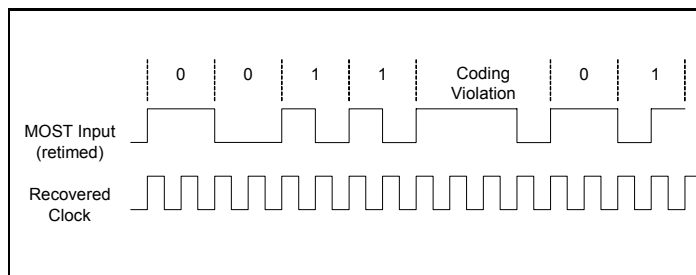 0 0 1 1 Coding Violation 0 1
MOST Input
(retimed)
Recovered
Clock